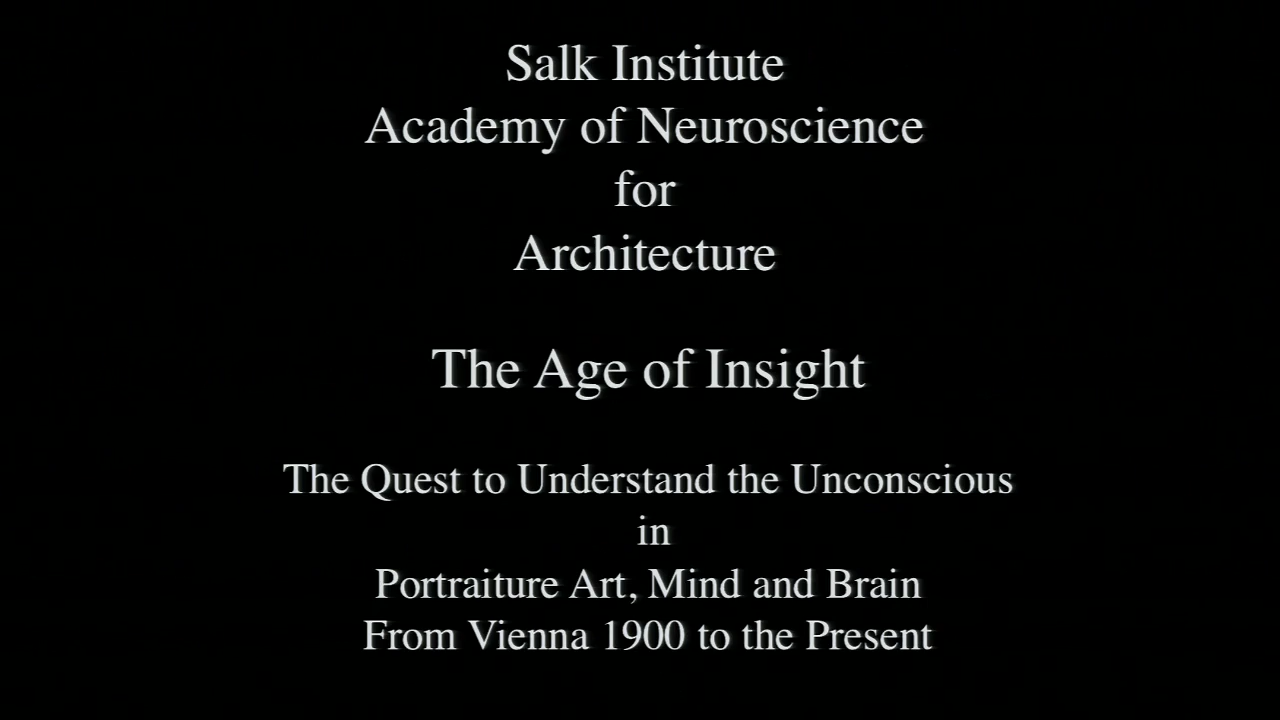 Salk Institute
Academy of Neuroscience
for
Architecture
The Age of Insight
The Quest to Understand the Unconscious
in
Portraiture Art, Mind and Brain
From Vienna 1900 to the Present